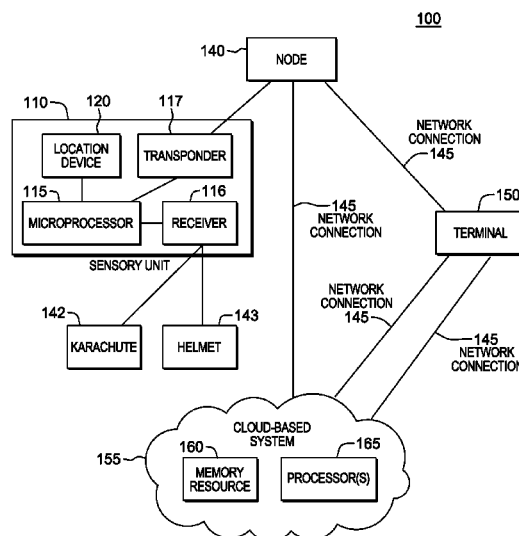 100
140
NODE
110
120
117
LOCATION
DEVICE
TRANSPONDER
NETWORK
CONNECTION
145
115
116
MICROPROCESSOR
RECEIVER
145
NETWORK
CONNECTION
150
TERMINAL
SENSORY UNIT
142
143
KARACHUTE
HELMET
NETWORK
CONNECTION
145
145
NETWORK
CONNECTION
CLOUD-BASED
SYSTEM
155
160
165
MEMORY
RESOURCE
PROCESSOR(S)